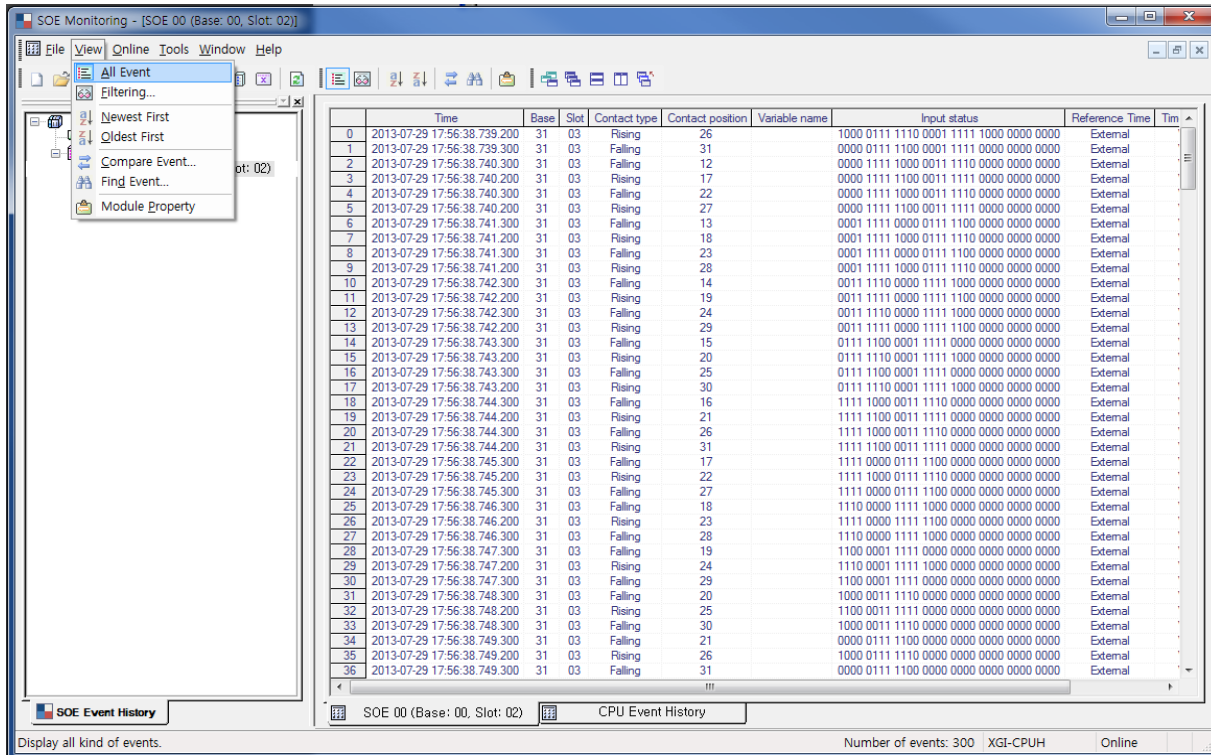 SOE Monitoring - [SOE 00 (Base: 00, Slot: 02)]
File View Online Tools Window Help
All Event
Filtering...
Newest First
Oldest First
Compare Event...
Find Event...
Module Property
ot: 02)
Time Base Slot Contact type Contact position Variable name Input status Reference Time Tim
0 2013-07-29 17:56:38.739.200 31 03 Rising 26 1000 0111 1110 0001 1111 1000 0000 0000 External
1 2013-07-29 17:56:38.739.300 31 03 Falling 31 0000 0111 1100 0001 1111 0000 0000 0000 External
2 2013-07-29 17:56:38.740.300 31 03 Falling 12 0000 1111 1000 0011 1110 0000 0000 0000 External
3 2013-07-29 17:56:38.740.200 31 03 Rising 17 0000 1111 1100 0011 1111 0000 0000 0000 External
4 2013-07-29 17:56:38.740.300 31 03 Falling 22 0000 1111 1000 0011 1110 0000 0000 0000 External
5 2013-07-29 17:56:38.740.200 31 03 Rising 27 0000 1111 1100 0011 1111 0000 0000 0000 External
6 2013-07-29 17:56:38.741.300 31 03 Falling 13 0001 1111 0000 0111 1100 0000 0000 0000 External
7 2013-07-29 17:56:38.741.200 31 03 Rising 18 0001 1111 1000 0111 1110 0000 0000 0000 External
8 2013-07-29 17:56:38.741.300 31 03 Falling 23 0001 1111 0000 0111 1100 0000 0000 0000 External
9 2013-07-29 17:56:38.741.200 31 03 Rising 28 0001 1111 1000 0111 1110 0000 0000 0000 External
10 2013-07-29 17:56:38.742.300 31 03 Falling 14 0011 1110 0000 1111 1000 0000 0000 0000 External
11 2013-07-29 17:56:38.742.200 31 03 Rising 19 0011 1111 0000 1111 1100 0000 0000 0000 External
12 2013-07-29 17:56:38.742.300 31 03 Falling 24 0011 1110 0000 1111 1000 0000 0000 0000 External
13 2013-07-29 17:56:38.742.200 31 03 Rising 29 0011 1111 0000 1111 1100 0000 0000 0000 External
14 2013-07-29 17:56:38.743.300 31 03 Falling 15 0111 1100 0001 1111 0000 0000 0000 0000 External
15 2013-07-29 17:56:38.743.200 31 03 Rising 20 0111 1110 0001 1111 1000 0000 0000 0000 External
16 2013-07-29 17:56:38.743.300 31 03 Falling 25 0111 1100 0001 1111 0000 0000 0000 0000 External
17 2013-07-29 17:56:38.743.200 31 03 Rising 30 0111 1110 0001 1111 1000 0000 0000 0000 External
18 2013-07-29 17:56:38.744.300 31 03 Falling 16 1111 1000 0011 1110 0000 0000 0000 0000 External
19 2013-07-29 17:56:38.744.200 31 03 Rising 21 1111 1100 0011 1111 0000 0000 0000 0000 External
20 2013-07-29 17:56:38.744.300 31 03 Falling 26 1111 1000 0011 1110 0000 0000 0000 0000 External
21 2013-07-29 17:56:38.744.200 31 03 Rising 31 1111 1100 0011 1111 0000 0000 0000 0000 External
22 2013-07-29 17:56:38.745.300 31 03 Falling 17 1111 0000 0111 1100 0000 0000 0000 0000 External
23 2013-07-29 17:56:38.745.200 31 03 Rising 22 1111 1000 0111 1110 0000 0000 0000 0000 External
24 2013-07-29 17:56:38.745.300 31 03 Falling 27 1111 0000 0111 1100 0000 0000 0000 0000 External
25 2013-07-29 17:56:38.746.300 31 03 Falling 18 1110 0000 1111 1000 0000 0000 0000 0000 External
26 2013-07-29 17:56:38.746.200 31 03 Rising 23 1111 0000 1111 1100 0000 0000 0000 0000 External
27 2013-07-29 17:56:38.746.300 31 03 Falling 28 1110 0000 1111 1000 0000 0000 0000 0000 External
28 2013-07-29 17:56:38.747.300 31 03 Falling 19 1100 0001 1111 0000 0000 0000 0000 0000 External
29 2013-07-29 17:56:38.747.200 31 03 Rising 24 1110 0001 1111 1000 0000 0000 0000 0000 External
30 2013-07-29 17:56:38.747.300 31 03 Falling 29 1100 0001 1111 0000 0000 0000 0000 0000 External
31 2013-07-29 17:56:38.748.300 31 03 Falling 20 1000 0011 1110 0000 0000 0000 0000 0000 External
32 2013-07-29 17:56:38.748.200 31 03 Rising 25 1100 0011 1111 0000 0000 0000 0000 0000 External
33 2013-07-29 17:56:38.748.300 31 03 Falling 30 1000 0011 1110 0000 0000 0000 0000 0000 External
34 2013-07-29 17:56:38.749.300 31 03 Falling 21 0000 0111 1100 0000 0000 0000 0000 0000 External
35 2013-07-29 17:56:38.749.200 31 03 Rising 26 1000 0111 1110 0000 0000 0000 0000 0000 External
36 2013-07-29 17:56:38.749.300 31 03 Falling 31 0000 0111 1100 0000 0000 0000 0000 0000 External
SOE Event History
SOE 00 (Base: 00, Slot: 02) CPU Event History
Display all kind of events. Number of events: 300 XGI-CPUH Online